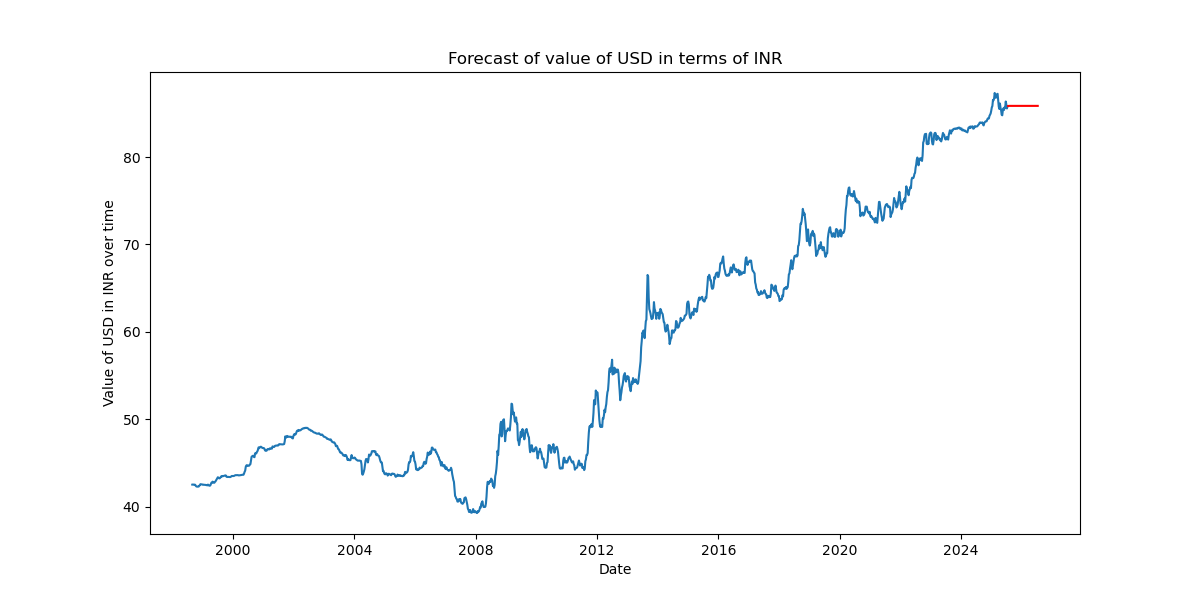 Forecast of value of USD in terms of INR
Value of USD in INR over time
80
70
60
50
40
2000 2004 2008 2012 2016 2020 2024
Date